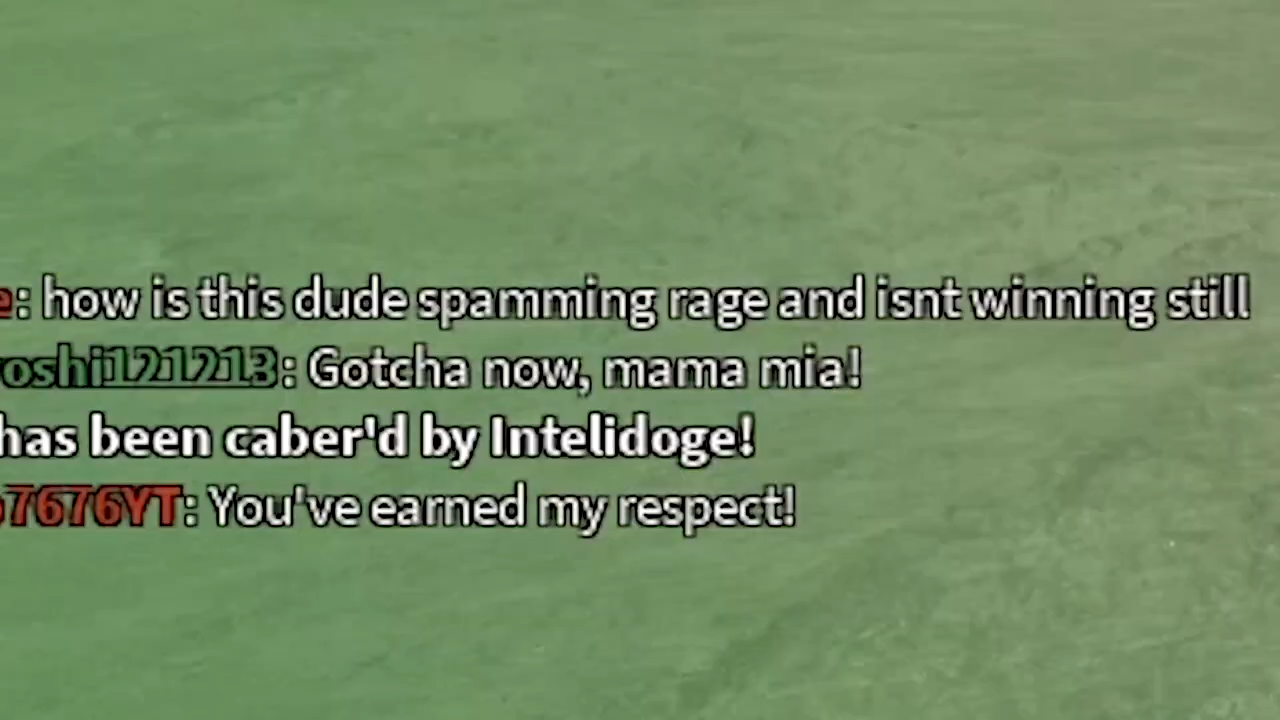 e: how is this dude spamming rage and isnt winning still
yoshi121213: Gotcha now, mama mia!
has been caber'd by Intelidoge!
7676YT: You've earned my respect!